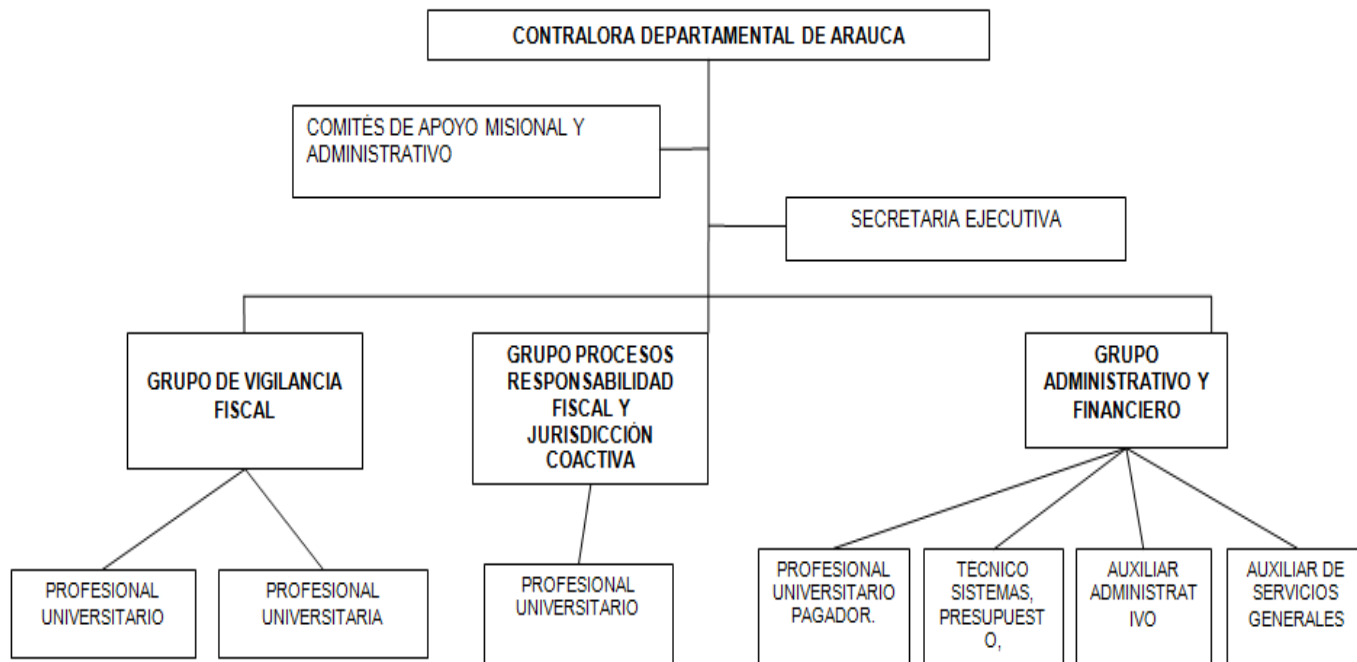 CONTRALORA DEPARTAMENTAL DE ARAUCA
COMITÉS DE APOYO MISIONAL Y
ADMINISTRATIVO
SECRETARIA EJECUTIVA
GRUPO DE VIGILANCIA
FISCAL
GRUPO PROCESOS
RESPONSABILIDAD
FISCAL Y
JURISDICCIÓN
COACTIVA
GRUPO
ADMINISTRATIVO Y
FINANCIERO
PROFESIONAL
UNIVERSITARIO
PROFESIONAL
UNIVERSITARIA
PROFESIONAL
UNIVERSITARIO
PROFESIONAL
UNIVERSITARIO
PAGADOR.
TECNICO
SISTEMAS,
PRESUPUEST
O,
AUXILIAR
ADMINISTRAT
IVO
AUXILIAR DE
SERVICIOS
GENERALES